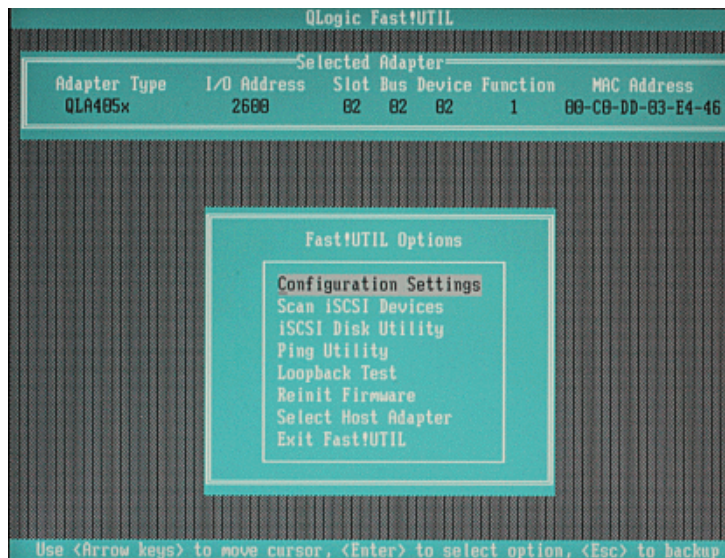 QLogic Fast!UTIL
Selected Adapter
Adapter Type I/O Address Slot Bus Device Function MAC Address
QLA405x 2600 02 02 02 1 00-C0-DD-03-E4-46
Fast!UTIL Options
Configuration Settings
Scan iSCSI Devices
iSCSI Disk Utility
Ping Utility
Loopback Test
Reinit Firmware
Select Host Adapter
Exit Fast!UTIL
Use <Arrow keys> to move cursor, <Enter> to select option, <Esc> to backup